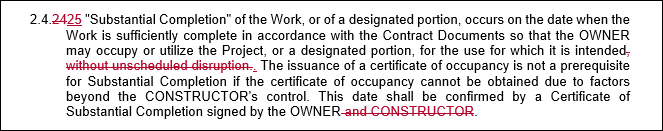 2.4.2425 "Substantial Completion" of the Work, or of a designated portion, occurs on the date when the
Work is sufficiently complete in accordance with the Contract Documents so that the OWNER
may occupy or utilize the Project, or a designated portion, for the use for which it is intended,
without unscheduled disruption. . The issuance of a certificate of occupancy is not a prerequisite
for Substantial Completion if the certificate of occupancy cannot be obtained due to factors
beyond the CONSTRUCTOR's control. This date shall be confirmed by a Certificate of
Substantial Completion signed by the OWNER and CONSTRUCTOR.